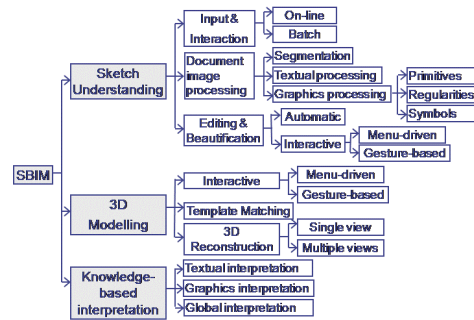 SBIM
Sketch
Understanding
Input &
Interaction
On-line
Batch
Document
image
processing
Segmentation
Textual processing
Graphics processing
Primitives
Regularities
Symbols
Editing &
Beautification
Automatic
Interactive
Menu-driven
Gesture-based
3D
Modelling
Interactive
Menu-driven
Gesture-based
Template Matching
3D
Reconstruction
Single view
Multiple views
Knowledge-
based
interpretation
Textual interpretation
Graphics interpretation
Global interpretation